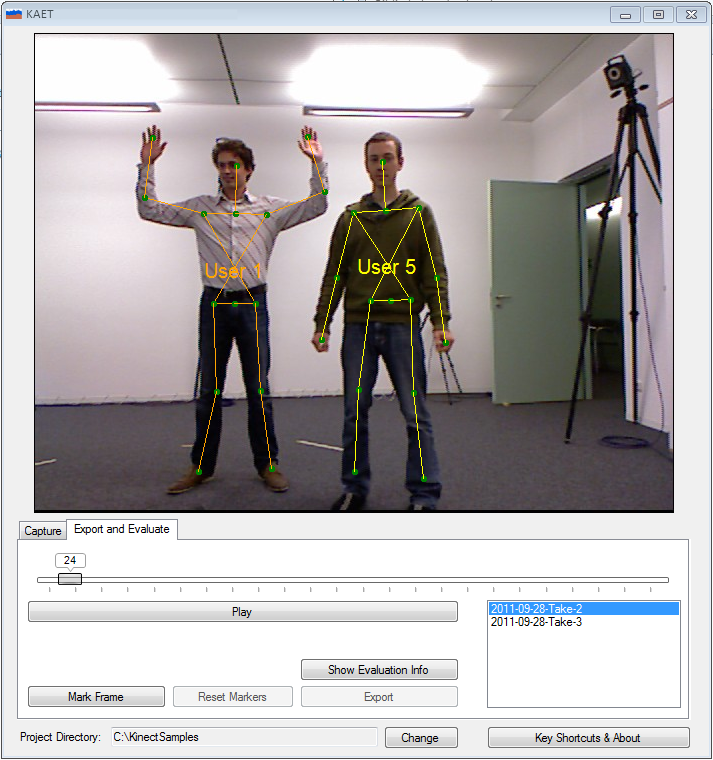 KAET
User 1
User 5
Capture
Export and Evaluate
24
Play
2011-09-28-Take-2
2011-09-28-Take-3
Show Evaluation Info
Mark Frame
Reset Markers
Export
Project Directory:
C:\KinectSamples
Change
Key Shortcuts & About